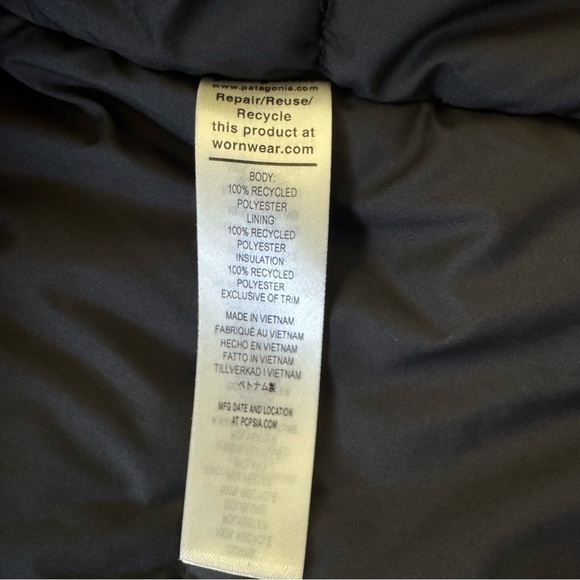 www.patagonia.com
Repair/Reuse/
Recycle
this product at
wornwear.com
BODY:
100% RECYCLED
POLYESTER
LINING:
100% RECYCLED
POLYESTER
INSULATION:
100% RECYCLED
POLYESTER
EXCLUSIVE OF TRIM
MADE IN VIETNAM
FABRIQUÉ AU VIETNAM
HECHO EN VIETNAM
FATTO IN VIETNAM
TILLVERKAD I VIETNAM
ベトナム製
MFG DATE AND LOCATION
AT PCPSIA.COM